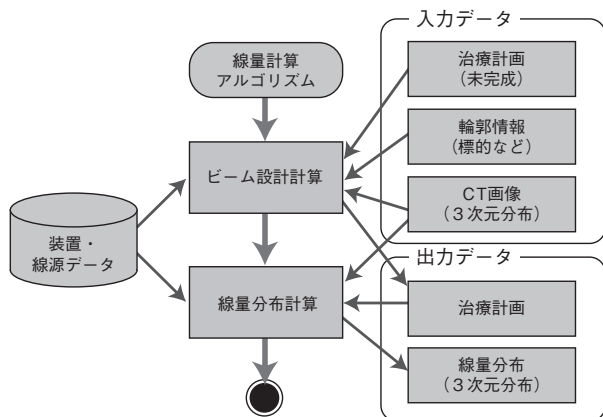 線量計算
アルゴリズム
ビーム設計計算
装置・
線源データ
線量分布計算
入力データ
治療計画
(未完成)
輪郭情報
(標的など)
CT画像
(３次元分布)
出力データ
治療計画
線量分布
(３次元分布)